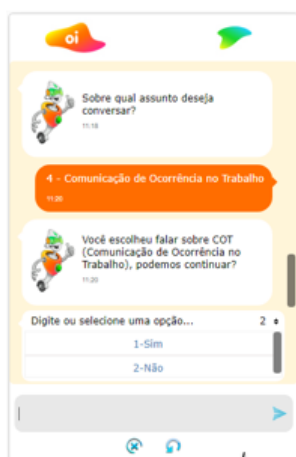 oi
Sobre qual assunto deseja
conversar?
11:18
4 - Comunicação de Ocorrência no Trabalho
11:20
Você escolheu falar sobre COT
(Comunicação de Ocorrência no
Trabalho), podemos continuar?
11:20
Digite ou selecione uma opção... 2
1-Sim
2-Não